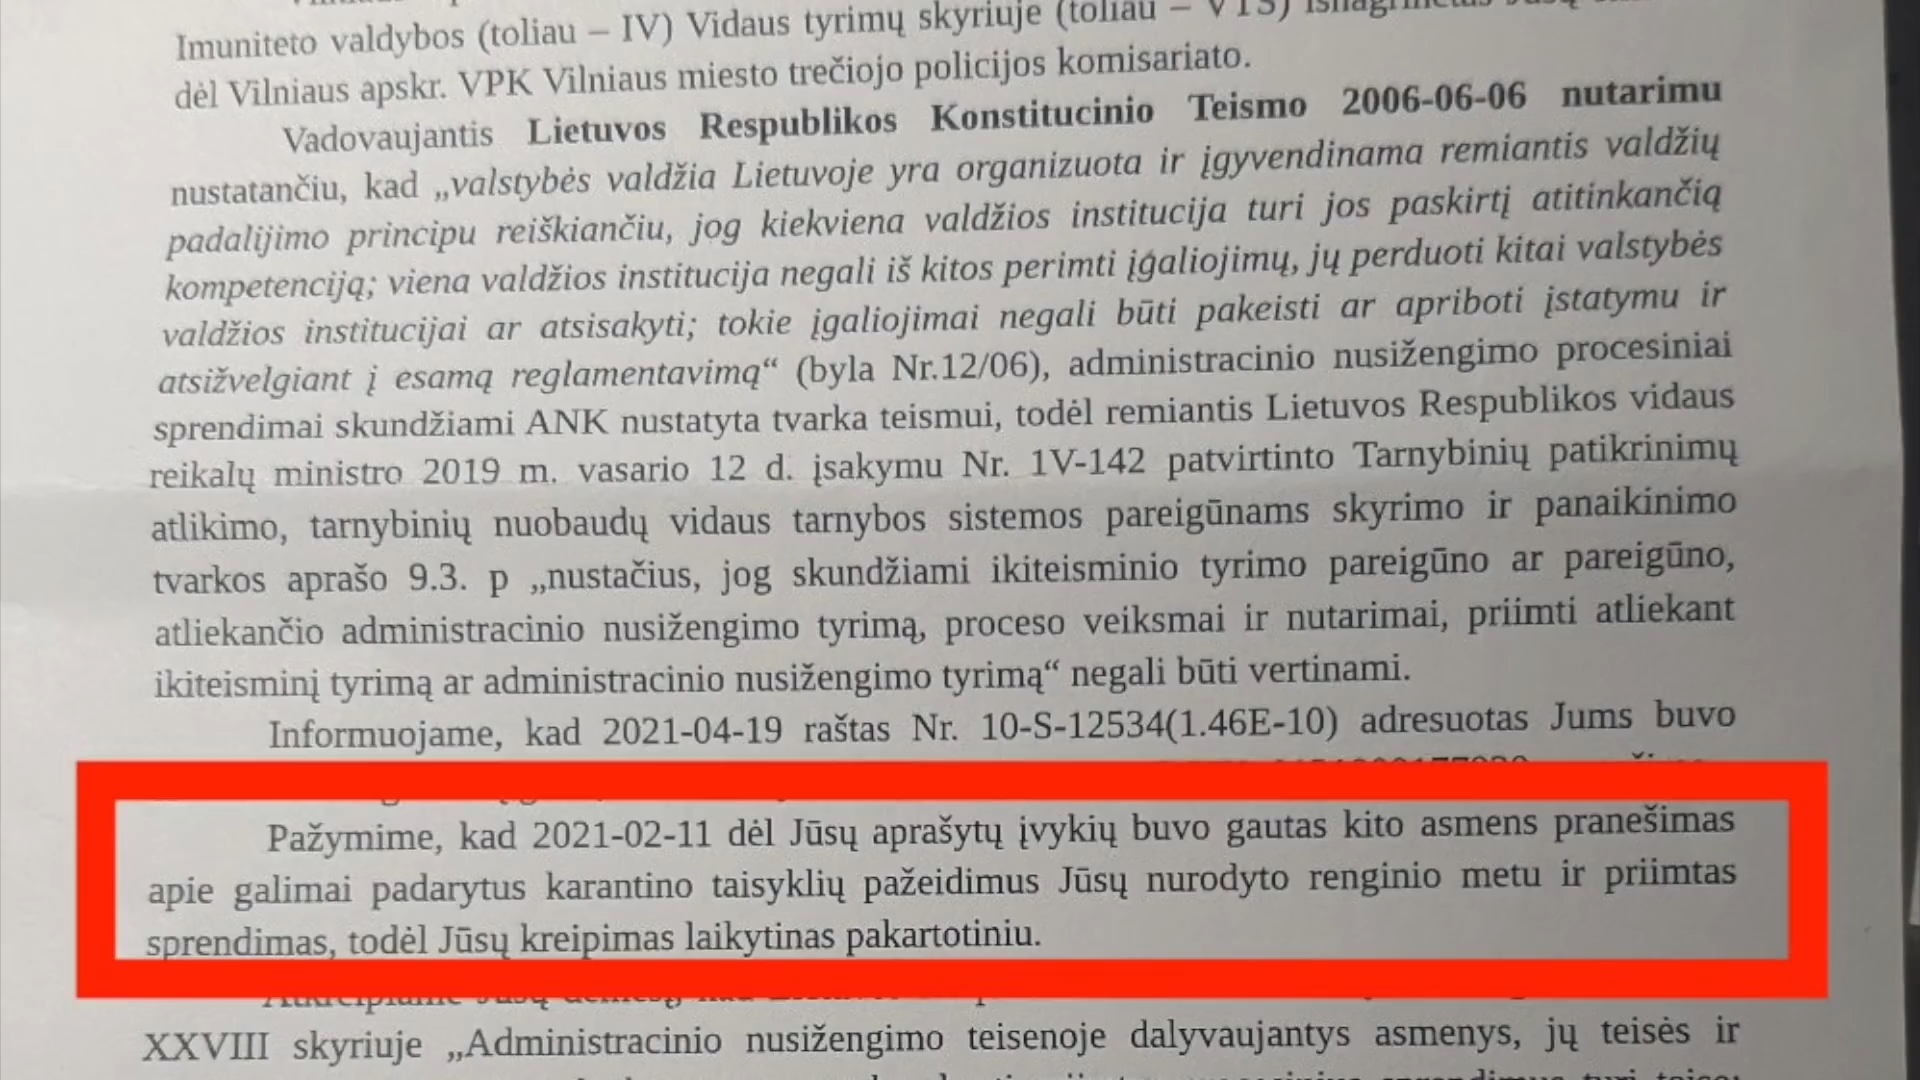 Imuniteto valdybos (toliau – IV) Vidaus tyrimų skyriuje (toliau – VTS)
dėl Vilniaus apskr. VPK Vilniaus miesto trečiojo policijos komisariato.
Vadovaujantis Lietuvos Respublikos Konstitucinio Teismo 2006-06-06 nutarimu
nustatančiu, kad „valstybės valdžia Lietuvoje yra organizuota ir įgyvendinama remiantis valdžių
padalijimo principu reiškiančiu, jog kiekviena valdžios institucija turi jos paskirtį atitinkančią
kompetenciją; viena valdžios institucija negali iš kitos perimti įgaliojimų, jų perduoti kitai valstybės
valdžios institucijai ar atsisakyti; tokie įgaliojimai negali būti pakeisti ar apriboti įstatymu ir
atsižvelgiant į esamą reglamentavimą“ (byla Nr.12/06), administracinio nusižengimo procesiniai
sprendimai skundžiami ANK nustatyta tvarka teismui, todėl remiantis Lietuvos Respublikos vidaus
reikalų ministro 2019 m. vasario 12 d. įsakymu Nr. 1V-142 patvirtinto Tarnybinių patikrinimų
atlikimo, tarnybinių nuobaudų vidaus tarnybos sistemos pareigūnams skyrimo ir panaikinimo
tvarkos aprašo 9.3. p „nustačius, jog skundžiami ikiteisminio tyrimo pareigūno ar pareigūno,
atliekančio administracinio nusižengimo tyrimą, proceso veiksmai ir nutarimai, priimti atliekant
ikiteisminį tyrimą ar administracinio nusižengimo tyrimą“ negali būti vertinami.
Informuojame, kad 2021-04-19 raštas Nr. 10-S-12534(1.46E-10) adresuotas Jums buvo
Pažymime, kad 2021-02-11 dėl Jūsų aprašytų įvykių buvo gautas kito asmens pranešimas
apie galimai padarytus karantino taisyklių pažeidimus Jūsų nurodyto renginio metu ir priimtas
sprendimas, todėl Jūsų kreipimas laikytinas pakartotiniu.
XXVIII skyriuje „Administracinio nusižengimo teisenoje dalyvaujantys asmenys, jų teisės ir